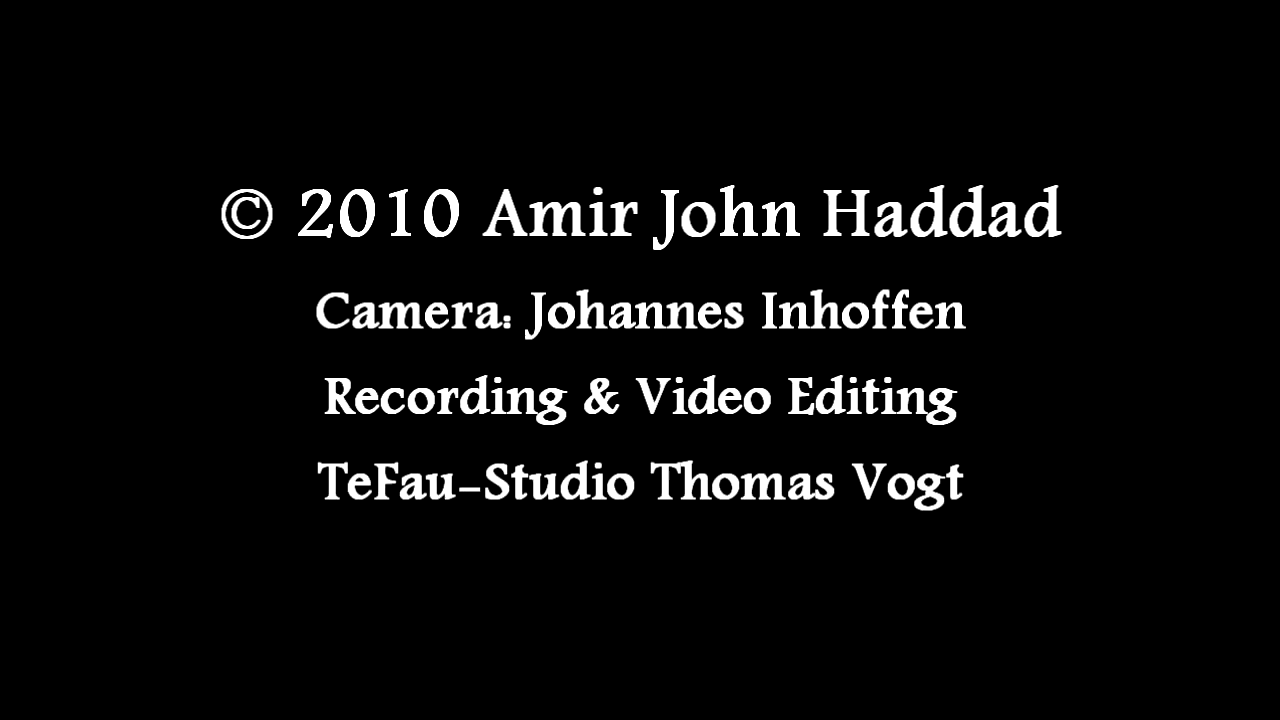 © 2010 Amir John Haddad
Camera: Johannes Inhoffen
Recording & Video Editing
TeFau-Studio Thomas Vogt